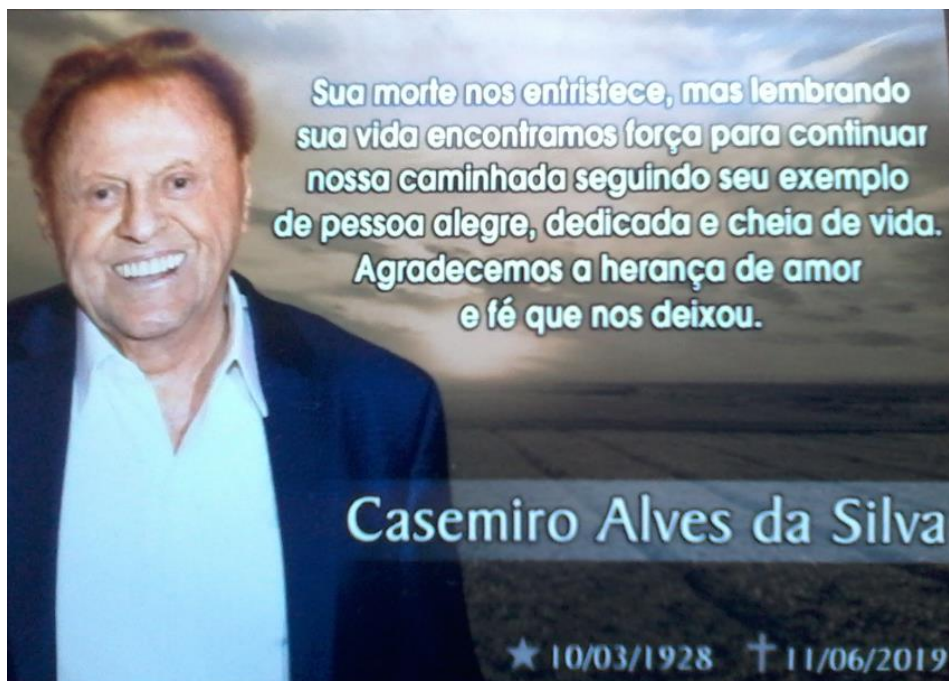 Sua morte nos entristece, mas lembrando
sua vida encontramos força para continuar
nossa caminhada seguindo seu exemplo
de pessoa alegre, dedicada e cheia de vida.
Agradecemos a herança de amor
e fé que nos deixou.
Casemiro Alves da Silva
★ 10/03/1928 ✝ 11/06/2019